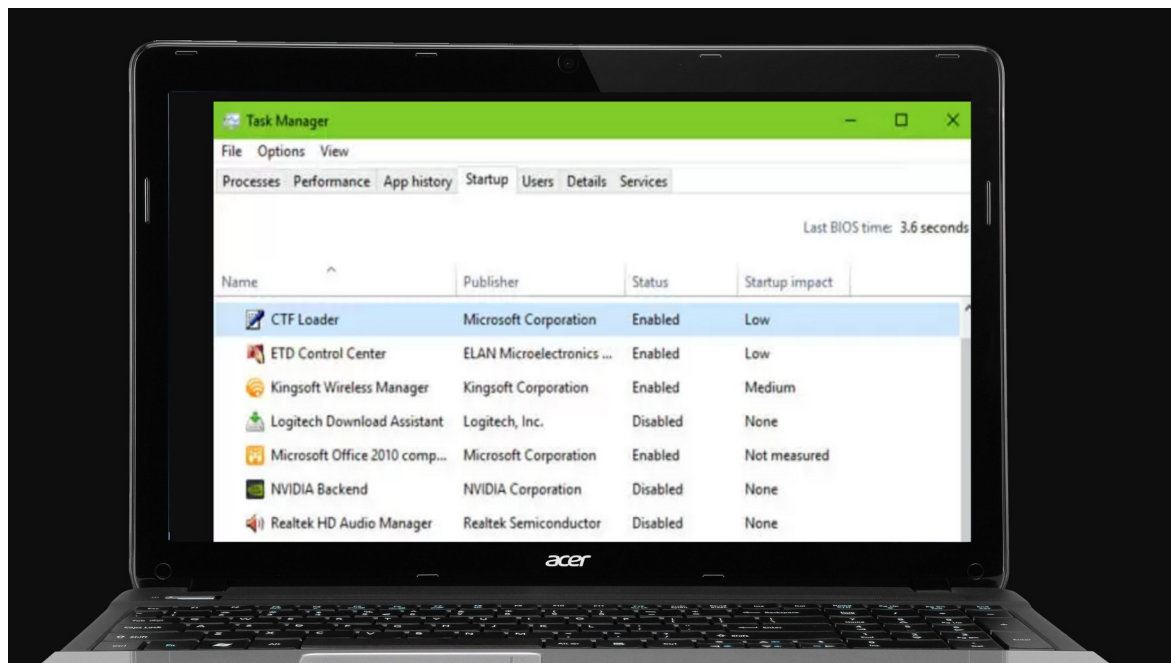 Task Manager
File Options View
Processes Performance App history Startup Users Details Services
Last BIOS time: 3.6 seconds
Name Publisher Status Startup impact
CTF Loader Microsoft Corporation Enabled Low
ETD Control Center ELAN Microelectronics ... Enabled Low
Kingsoft Wireless Manager Kingsoft Corporation Enabled Medium
Logitech Download Assistant Logitech, Inc. Disabled None
Microsoft Office 2010 comp... Microsoft Corporation Enabled Not measured
NVIDIA Backend NVIDIA Corporation Disabled None
Realtek HD Audio Manager Realtek Semiconductor Disabled None
acer